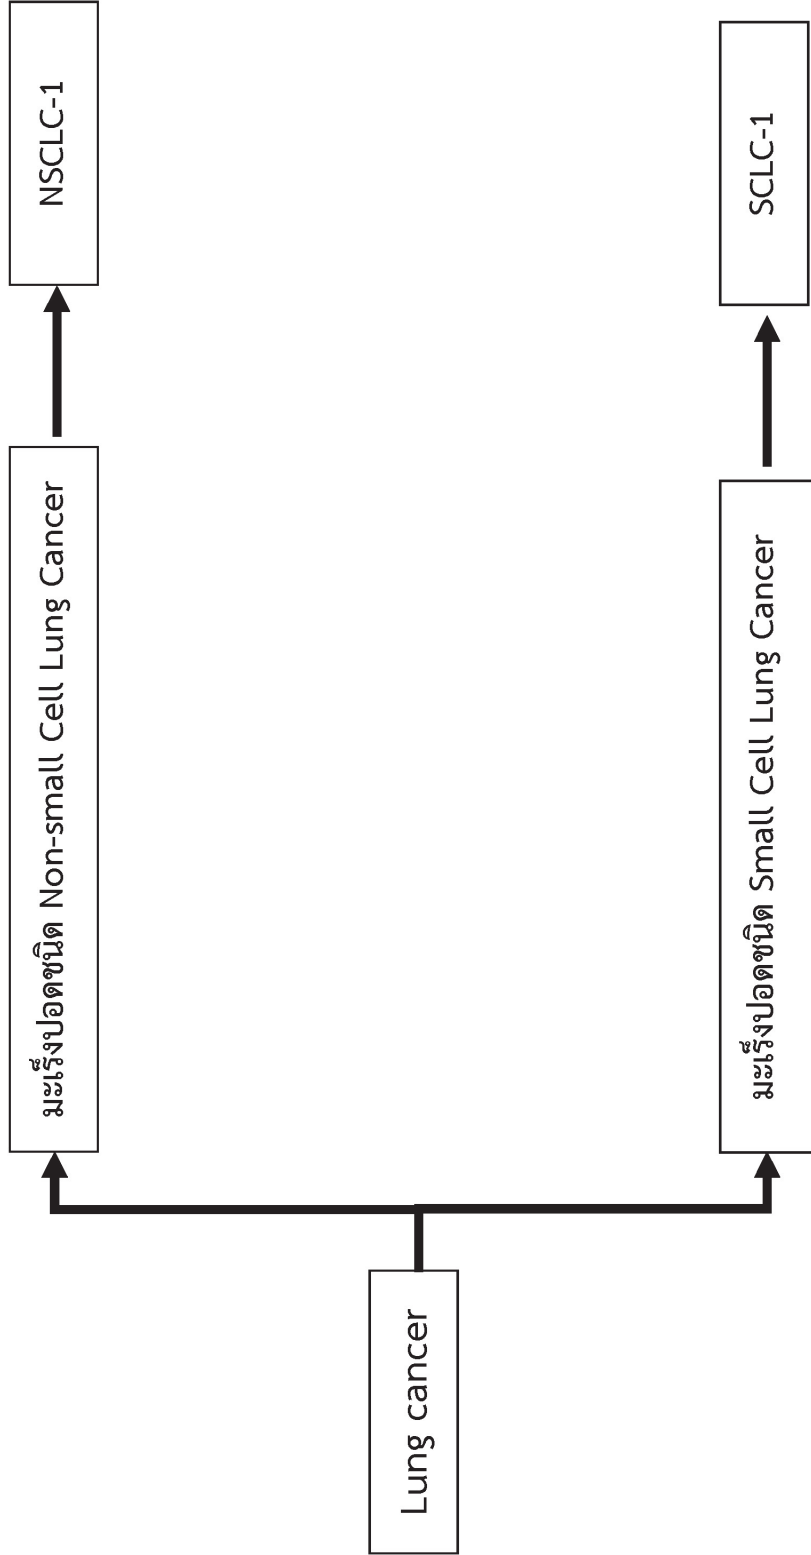 Lung cancer
มะเร็งปอดชนิด Non-small Cell Lung Cancer
NSCLC-1
มะเร็งปอดชนิด Small Cell Lung Cancer
SCLC-1